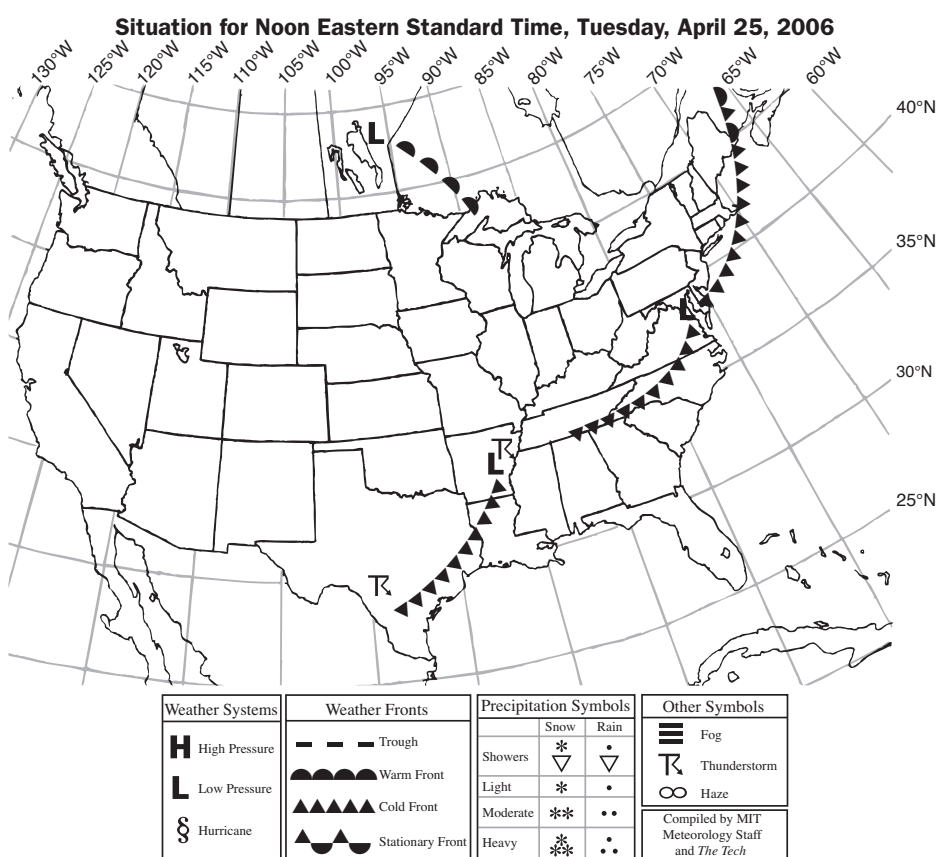 Situation for Noon Eastern Standard Time, Tuesday, April 25, 2006
130°W 125°W 120°W 115°W 110°W 105°W 100°W 95°W 90°W 85°W 80°W 75°W 70°W 65°W 60°W
40°N
35°N
30°N
25°N
L
L
L
Weather Systems
H High Pressure
L Low Pressure
§ Hurricane
Weather Fronts
Trough
Warm Front
Cold Front
Stationary Front
Precipitation Symbols
Snow Rain
Showers
Light
Moderate
Heavy
Other Symbols
Fog
Thunderstorm
Haze
Compiled by MIT
Meteorology Staff
and The Tech